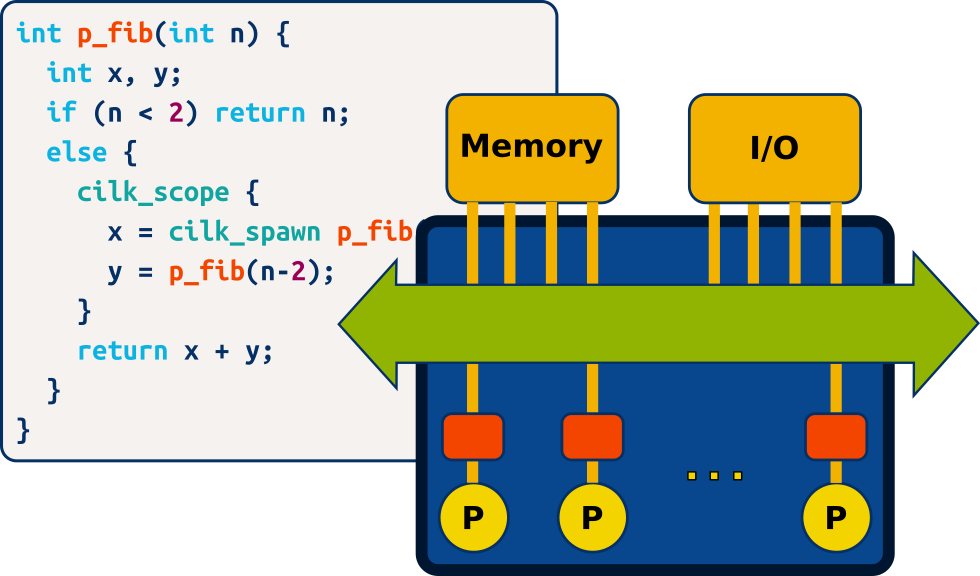 int p_fib(int n) {
  int x, y;
  if (n < 2) return n;
  else {
    cilk_scope {
      x = cilk_spawn p_fib
      y = p_fib(n-2);
    }
    return x + y;
  }
}
Memory
I/O
...
P
P
P